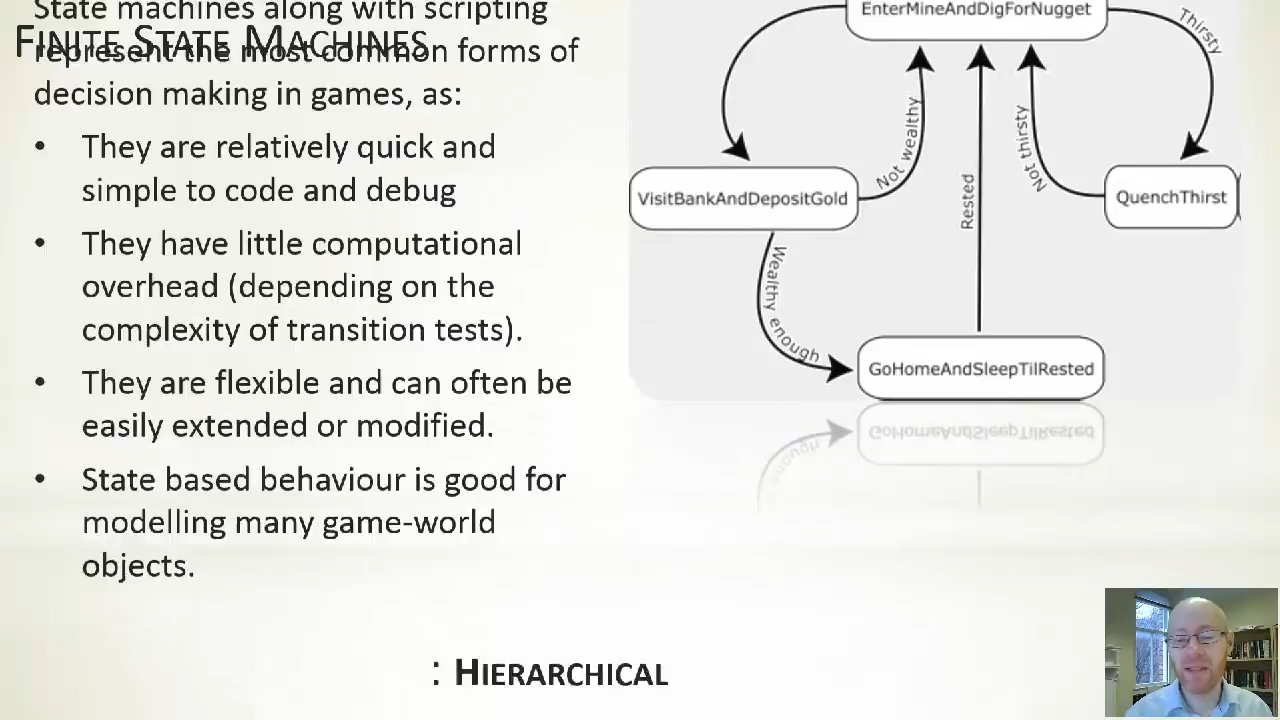 State machines along with scripting
FINITE STATE MACHINES
represent the most common forms of
decision making in games, as:
• They are relatively quick and
simple to code and debug
• They have little computational
overhead (depending on the
complexity of transition tests).
• They are flexible and can often be
easily extended or modified.
• State based behaviour is good for
modelling many game-world
objects.
EnterMineAndDigForNugget
Thirsty
Not wealthy
Rested
Not thirsty
VisitBankAndDepositGold
QuenchThirst
Wealthy enough
GoHomeAndSleepTilRested
GoHomeAndSleepTilRested
enough
: HIERARCHICAL